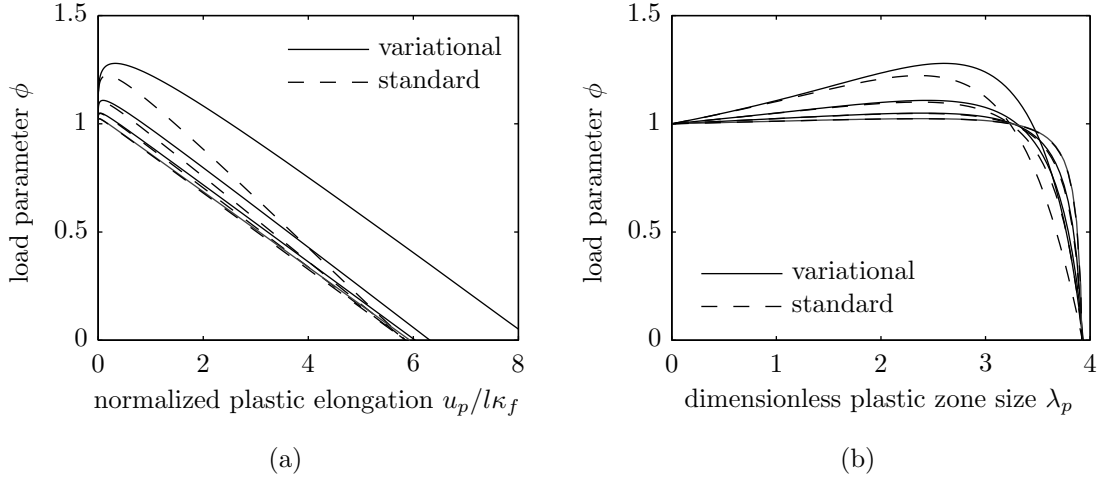 1.5
1
0.5
0
load parameter ϕ
variational
standard
0 2 4 6 8
normalized plastic elongation u_p/lκ_f
(a)
1.5
1
0.5
0
load parameter ϕ
variational
standard
0 1 2 3 4
dimensionless plastic zone size λ_p
(b)